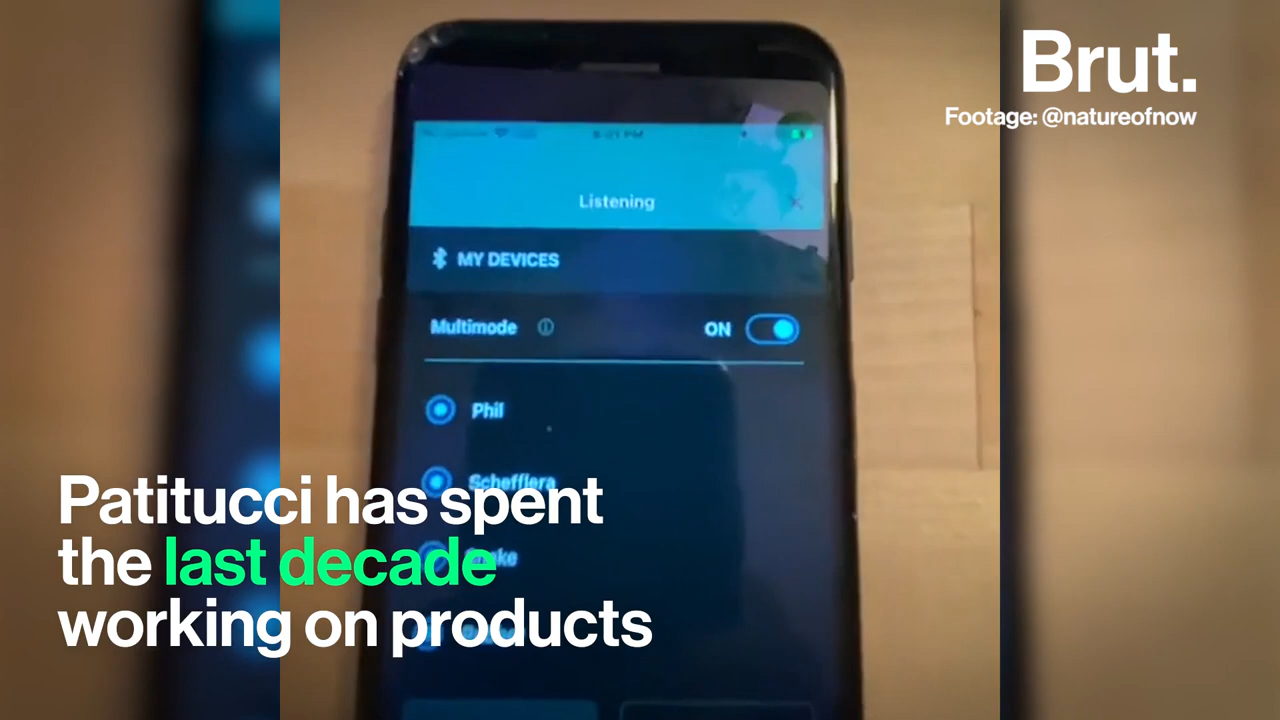 Brut.
Footage: @natureofnow
Listening
MY DEVICES
Multimode ON
Phil
Schefflera
Patitucci has spent
the last decade
working on products